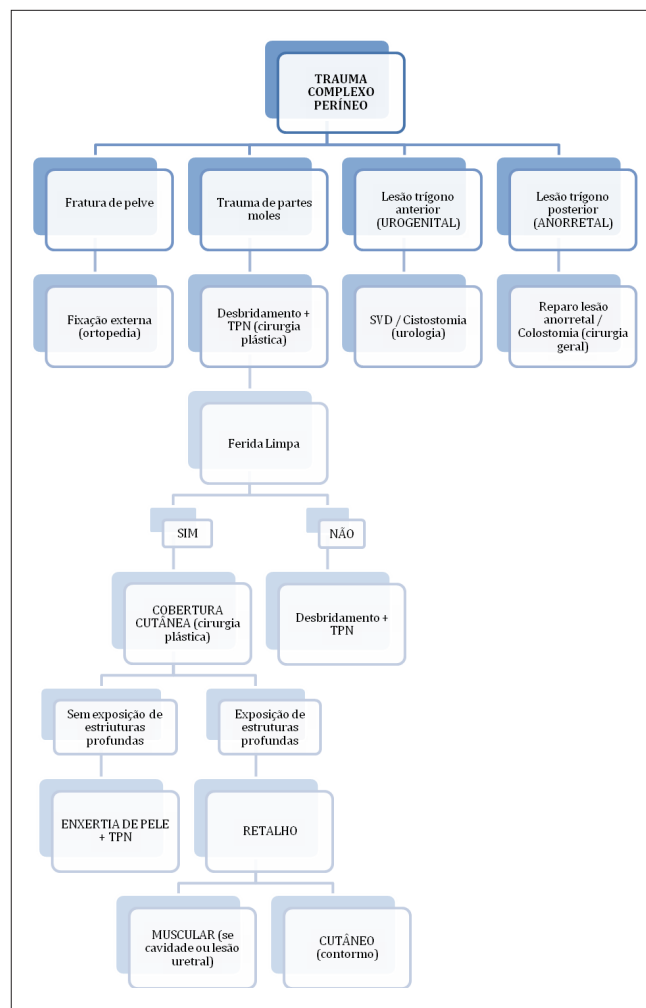 TRAUMA
COMPLEXO
PERÍNEO
Fratura de pelve
Trauma de partes
moles
Lesão trígono
anterior
(UROGENITAL)
Lesão trígono
posterior
(ANORRETAL)
Fixação externa
(ortopedia)
Desbridamento +
TPN (cirurgia
plástica)
SVD / Cistostomia
(urologia)
Reparo lesão
anorretal /
Colostomia (cirurgia
geral)
Ferida Limpa
SIM
NÃO
COBERTURA
CUTÂNEA (cirurgia
plástica)
Desbridamento +
TPN
Sem exposição de
estriuturas
profundas
Exposição de
estruturas
profundas
ENXERTIA DE PELE
+ TPN
RETALHO
MUSCULAR (se
cavidade ou lesão
uretral)
CUTÂNEO
(contormo)